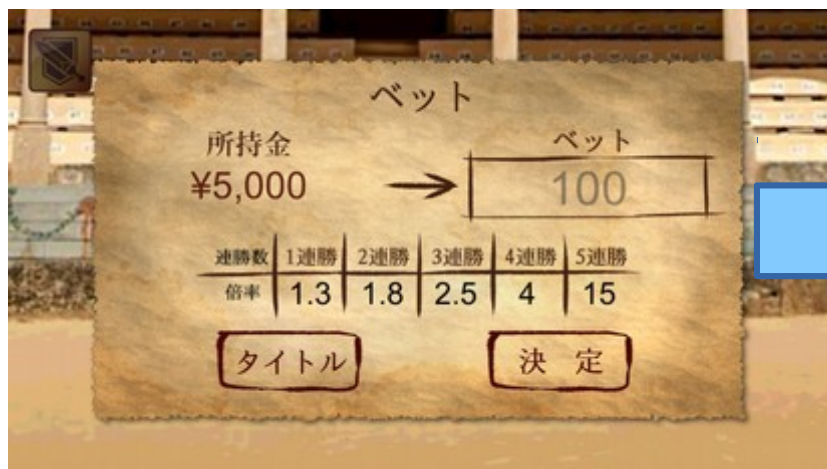 ベット
所持金 ベット
¥5,000 100
連勝数 1連勝 2連勝 3連勝 4連勝 5連勝
倍率 1.3 1.8 2.5 4 15
タイトル 決 定